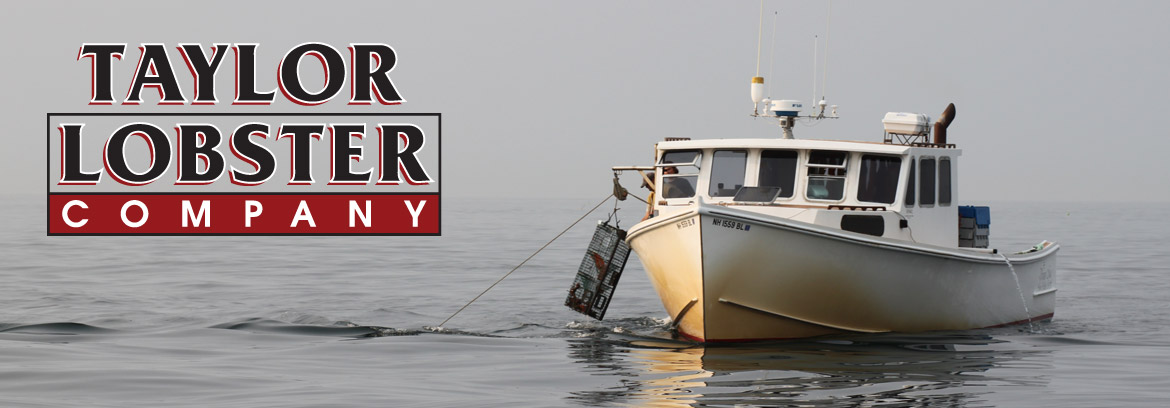 TAYLOR
LOBSTER
COMPANY
NH 1559 BL